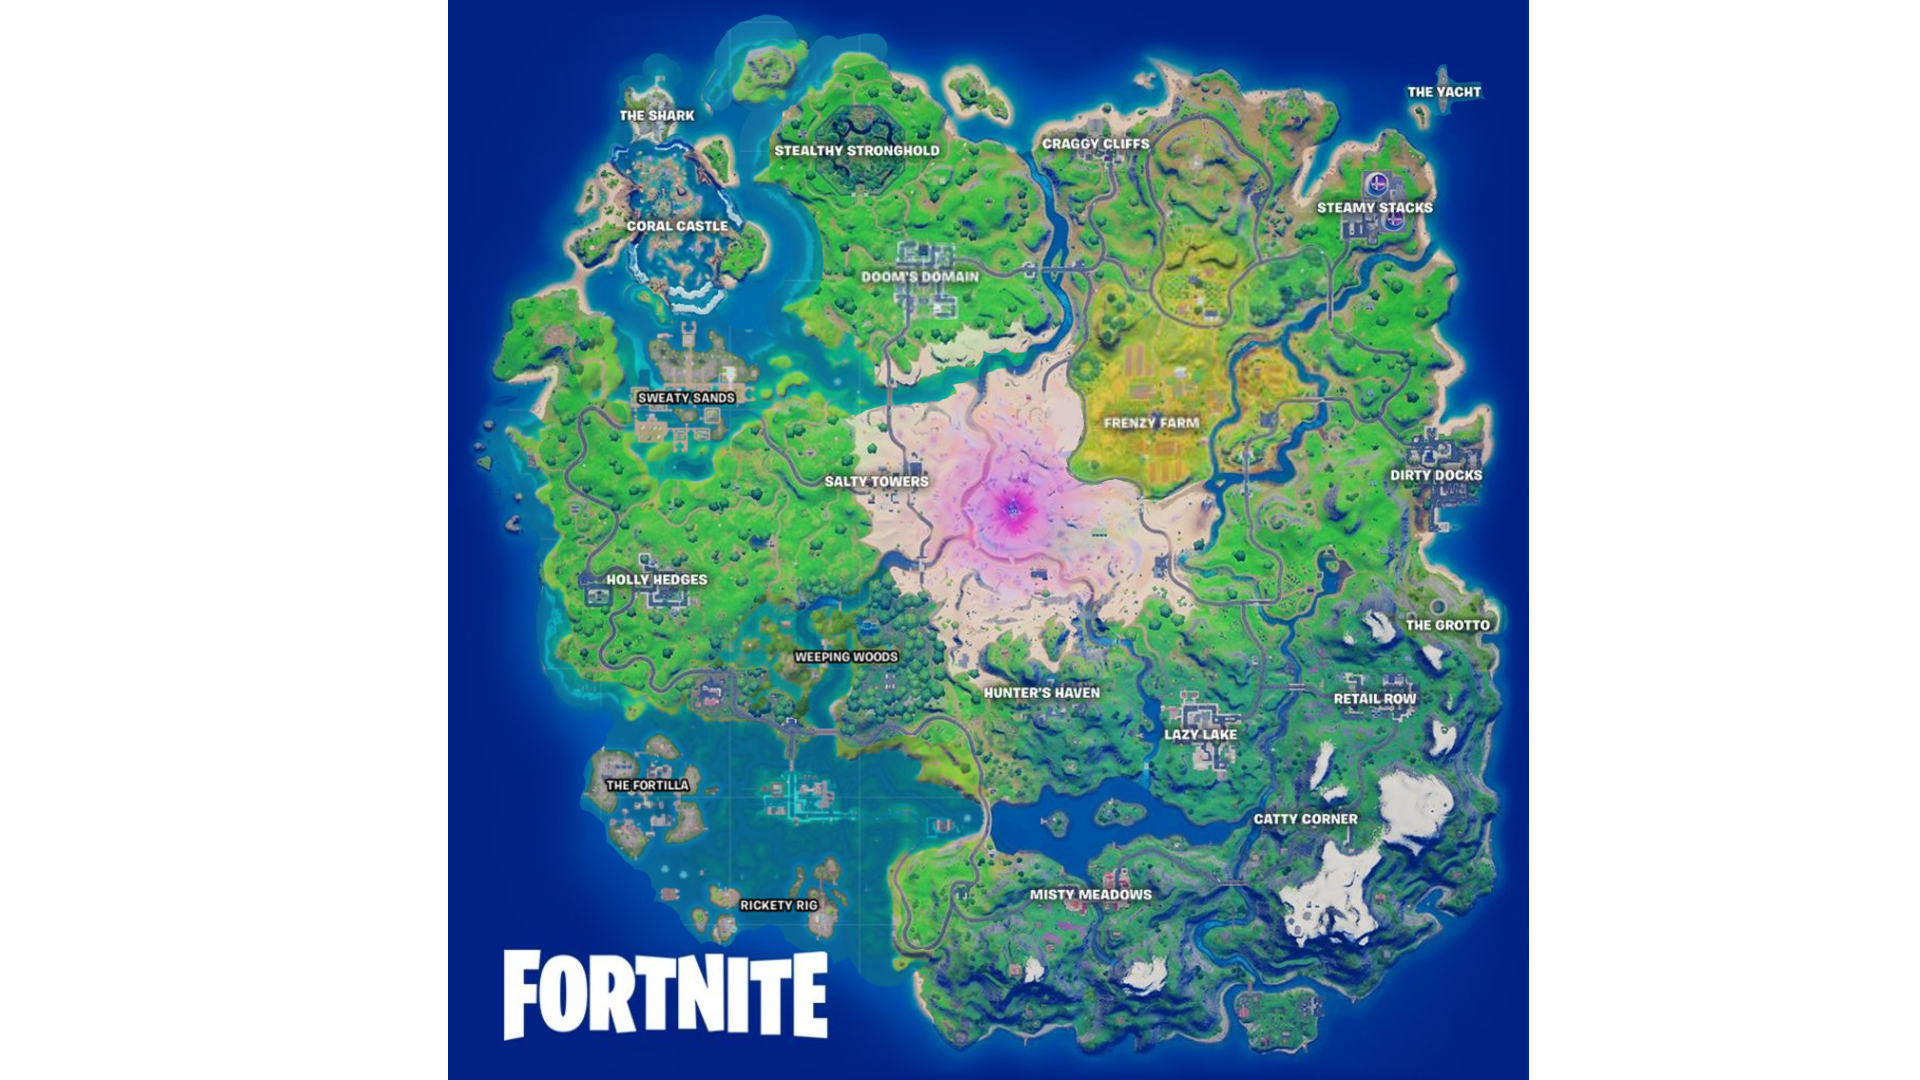 THE YACHT
THE SHARK
CRAGGY CLIFFS
STEALTHY STRONGHOLD
STEAMY STACKS
CORAL CASTLE
DOOM'S DOMAIN
SWEATY SANDS
FRENZY FARM
DIRTY DOCKS
SALTY TOWERS
HOLLY HEDGES
THE GROTTO
WEEPING WOODS
HUNTER'S HAVEN
RETAIL ROW
LAZY LAKE
THE FORTILLA
CATTY CORNER
MISTY MEADOWS
RICKETY RIG
FORTNITE